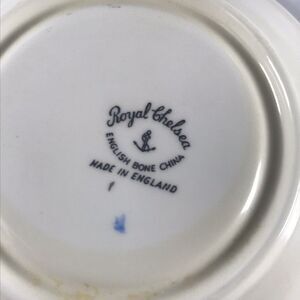 Royal Chelsea
ENGLISH BONE CHINA
MADE IN ENGLAND